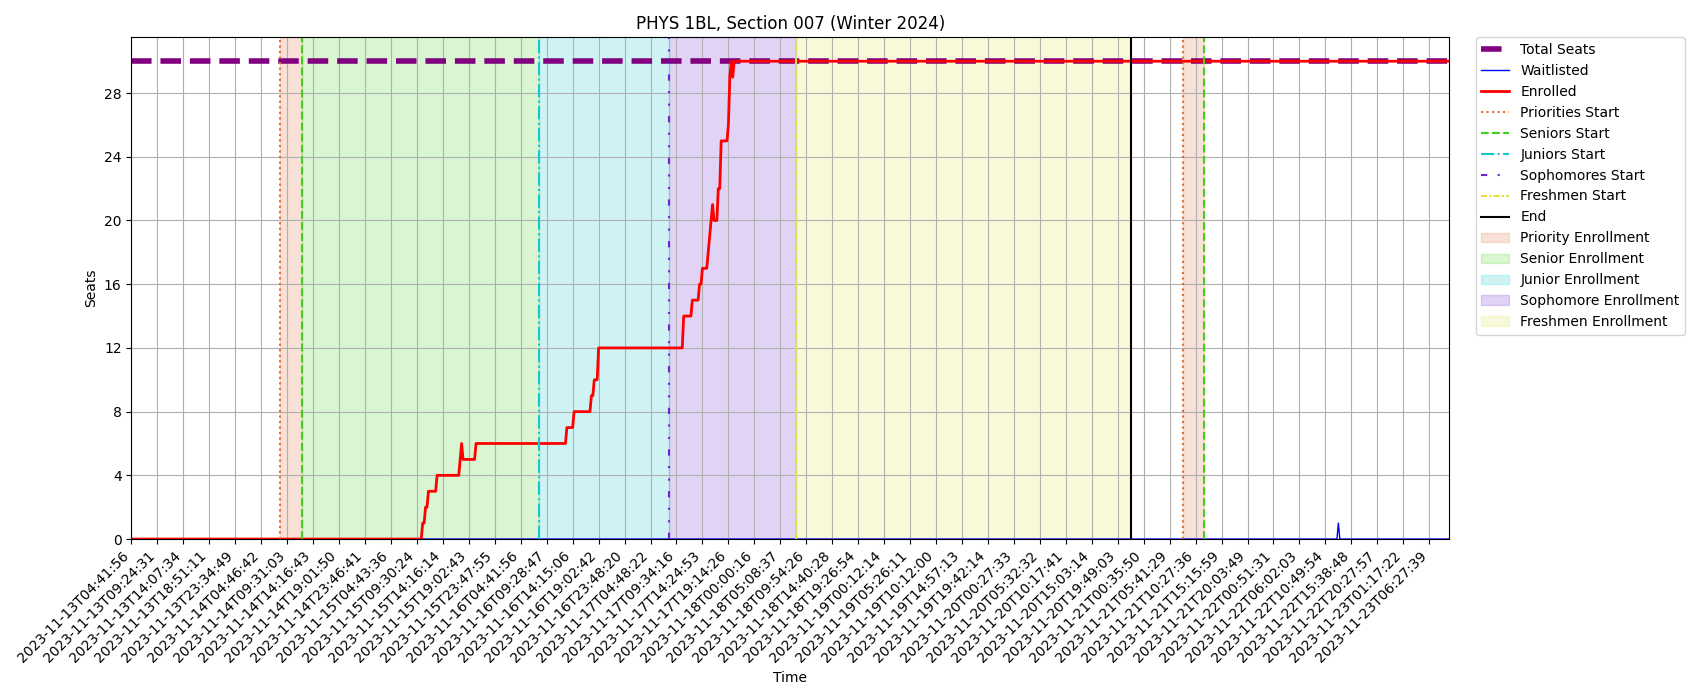 PHYS 1BL, Section 007 (Winter 2024)
Seats
28
24
20
16
12
8
4
0
2023-11-13T04:41:56
2023-11-13T09:24:31
2023-11-13T14:07:34
2023-11-13T18:51:11
2023-11-13T23:34:49
2023-11-14T04:46:42
2023-11-14T09:31:03
2023-11-14T14:16:43
2023-11-14T19:01:50
2023-11-14T23:46:41
2023-11-15T04:43:36
2023-11-15T09:30:24
2023-11-15T14:16:14
2023-11-15T19:02:43
2023-11-15T23:47:55
2023-11-16T04:41:56
2023-11-16T09:28:47
2023-11-16T14:15:06
2023-11-16T19:02:42
2023-11-16T23:48:20
2023-11-17T04:48:22
2023-11-17T09:34:16
2023-11-17T14:24:53
2023-11-17T19:14:26
2023-11-18T00:00:16
2023-11-18T05:08:37
2023-11-18T09:54:26
2023-11-18T14:40:28
2023-11-18T19:26:54
2023-11-19T00:12:14
2023-11-19T05:26:11
2023-11-19T10:12:00
2023-11-19T14:57:13
2023-11-19T19:42:14
2023-11-20T00:27:33
2023-11-20T05:32:32
2023-11-20T10:17:41
2023-11-20T15:03:14
2023-11-20T19:49:03
2023-11-21T00:35:50
2023-11-21T05:41:29
2023-11-21T10:27:36
2023-11-21T15:15:59
2023-11-21T20:03:49
2023-11-22T00:51:31
2023-11-22T06:02:03
2023-11-22T10:49:54
2023-11-22T15:38:48
2023-11-22T20:27:57
2023-11-23T01:17:22
2023-11-23T06:27:39
Time
Total Seats
Waitlisted
Enrolled
Priorities Start
Seniors Start
Juniors Start
Sophomores Start
Freshmen Start
End
Priority Enrollment
Senior Enrollment
Junior Enrollment
Sophomore Enrollment
Freshmen Enrollment